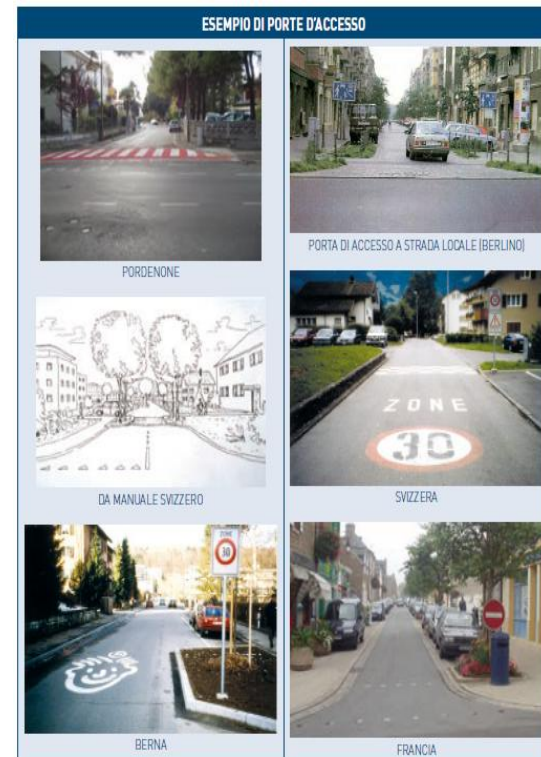 ESEMPIO DI PORTE D'ACCESSO
PORDENONE
PORTA DI ACCESSO A STRADA LOCALE (BERLINO)
DA MANUALE SVIZZERO
ZONE
30
SVIZZERA
ZONE
30
BERNA
FRANCIA